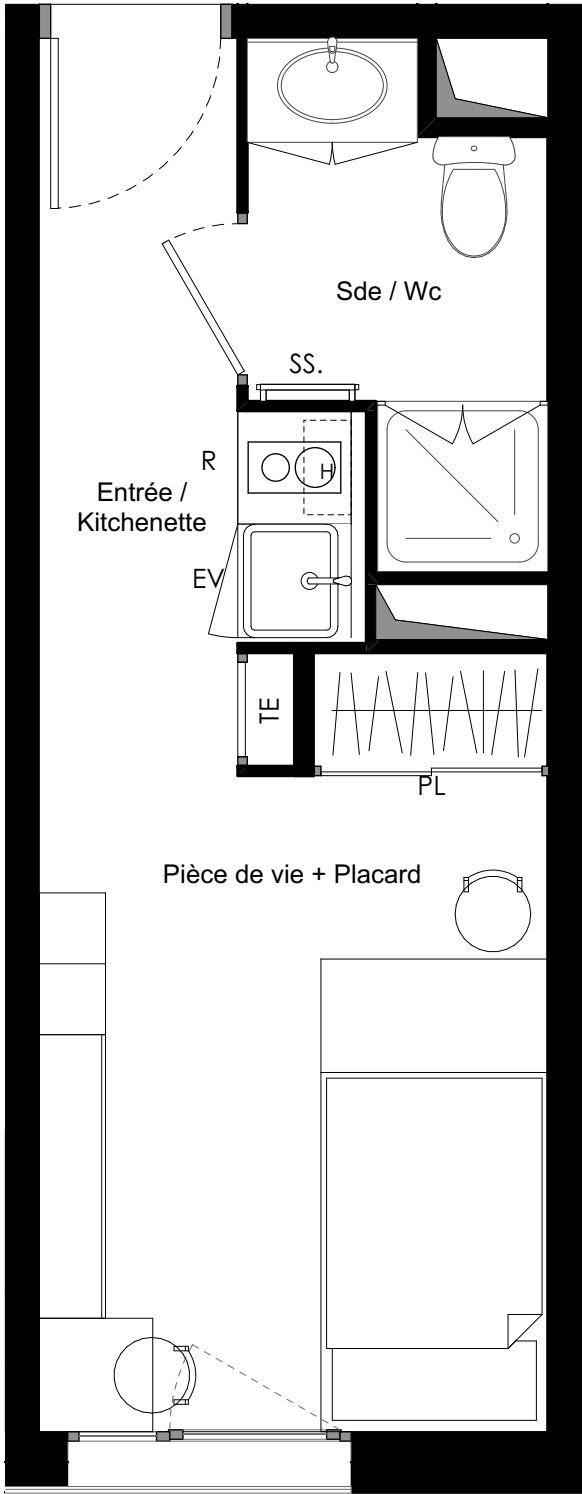 Sde / Wc
SS.
R
H
Entrée /
Kitchenette
EV
TE
PL
Pièce de vie + Placard